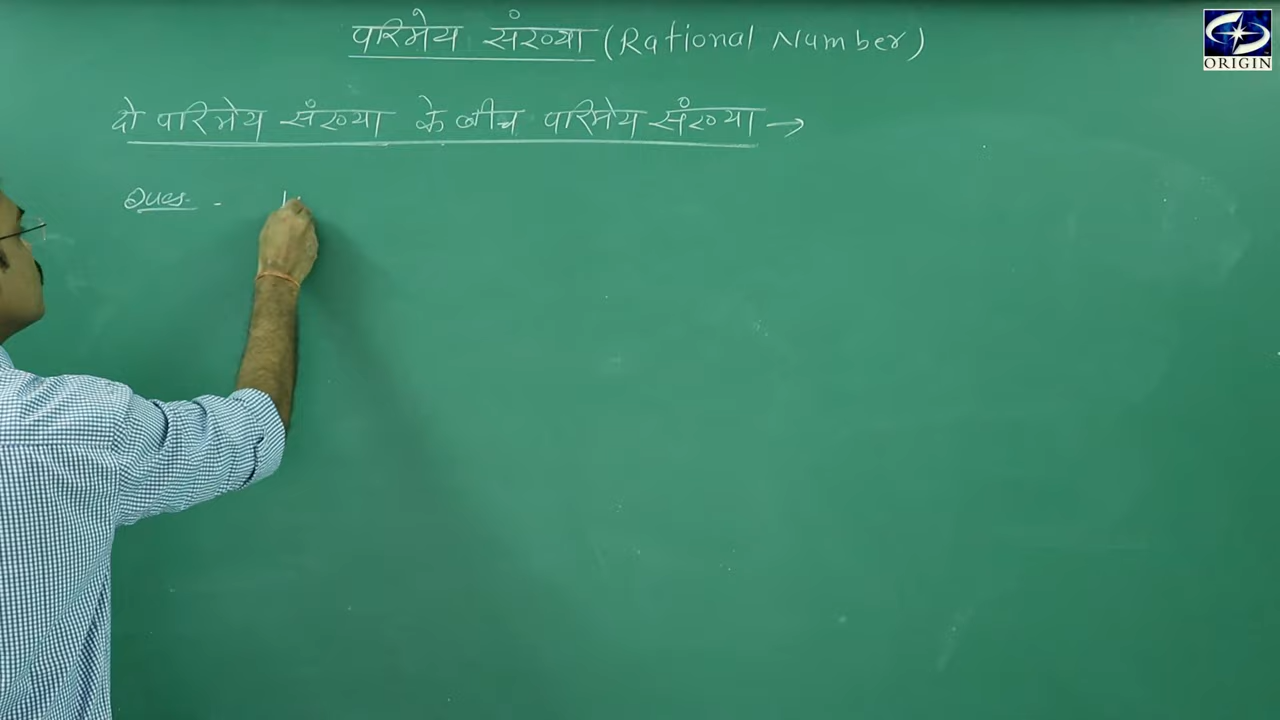 परिमेय संख्या (Rational Number)
दो परिमेय संख्या के बीच परिमेय संख्या →
Ques. -
ORIGIN